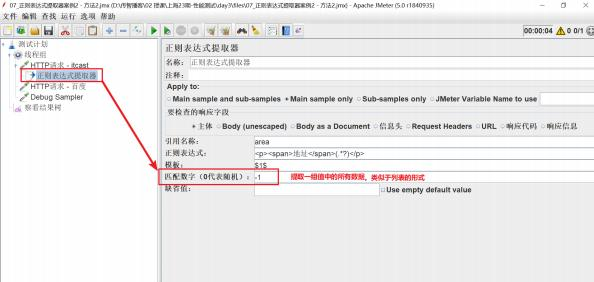 07_正则表达式提取器案例2 - 方法2.jmx (D:\传智播客\02 授课\上海23期-性能测试\day3\files\07_正则表达式提取器案例2 - 方法2.jmx) - Apache JMeter (5.0 r1840935)
文件 编辑 查找 运行 选项 帮助
00:00:04 0 0/1
测试计划
线程组
HTTP请求 - itcast
正则表达式提取器
HTTP请求 - 百度
Debug Sampler
察看结果树
正则表达式提取器
名称: 正则表达式提取器
注释:
Apply to:
Main sample and sub-samples Main sample only Sub-samples only JMeter Variable Name to use
要检查的响应字段
主体 Body (unescaped) Body as a Document 信息头 Request Headers URL 响应代码 响应信息
引用名称: area
正则表达式: <p><span>地址</span>(.*?)</p>
模板: $1$
匹配数字（0代表随机）: -1 提取一组值中的所有数据，类似于列表的形式
缺省值: Use empty default value